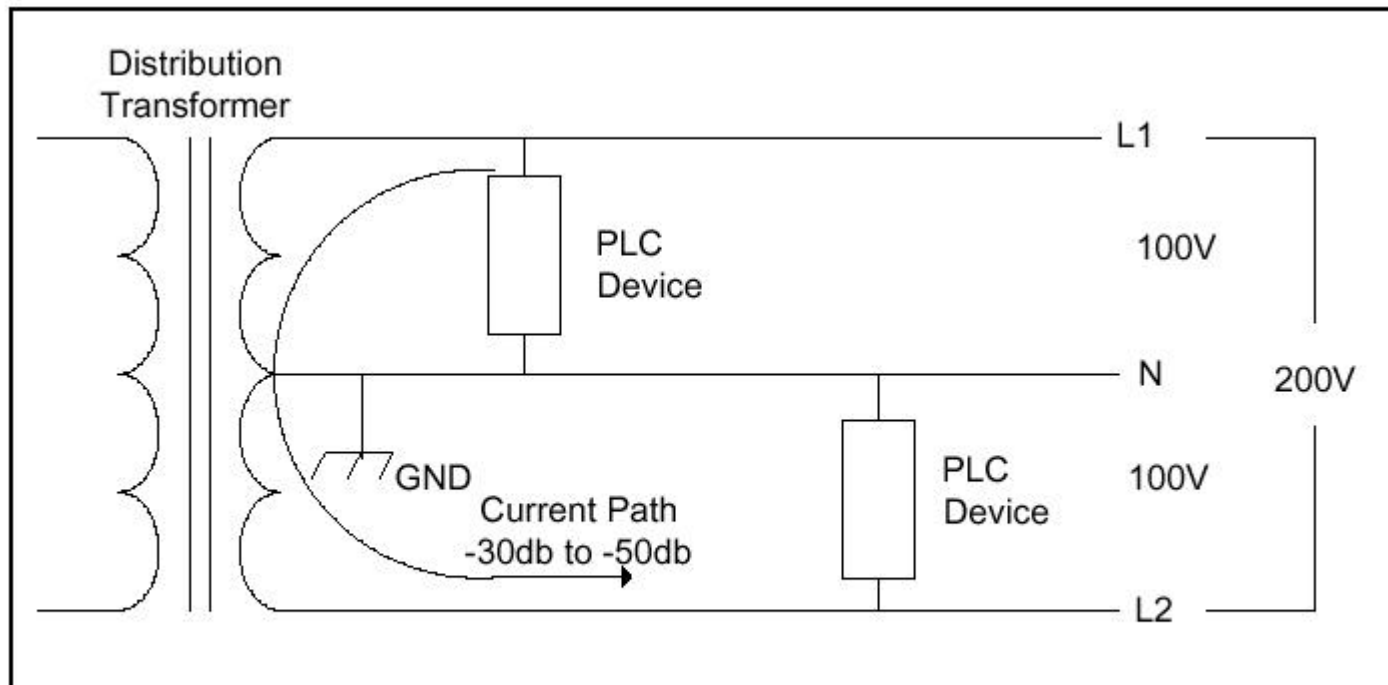 Distribution
Transformer
L1
PLC
Device
100V
N
200V
GND
PLC
Device
100V
Current Path
-30db to -50db
L2